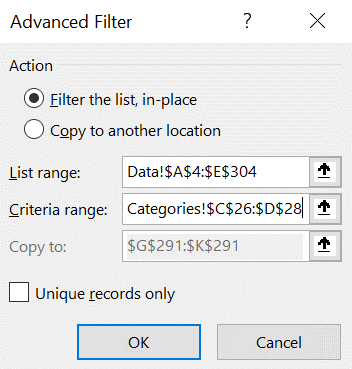 Advanced Filter
Action
Filter the list, in-place
Copy to another location
List range: Data!$A$4:$E$304
Criteria range: Categories!$C$26:$D$28
Copy to: $G$291:$K$291
Unique records only
OK Cancel